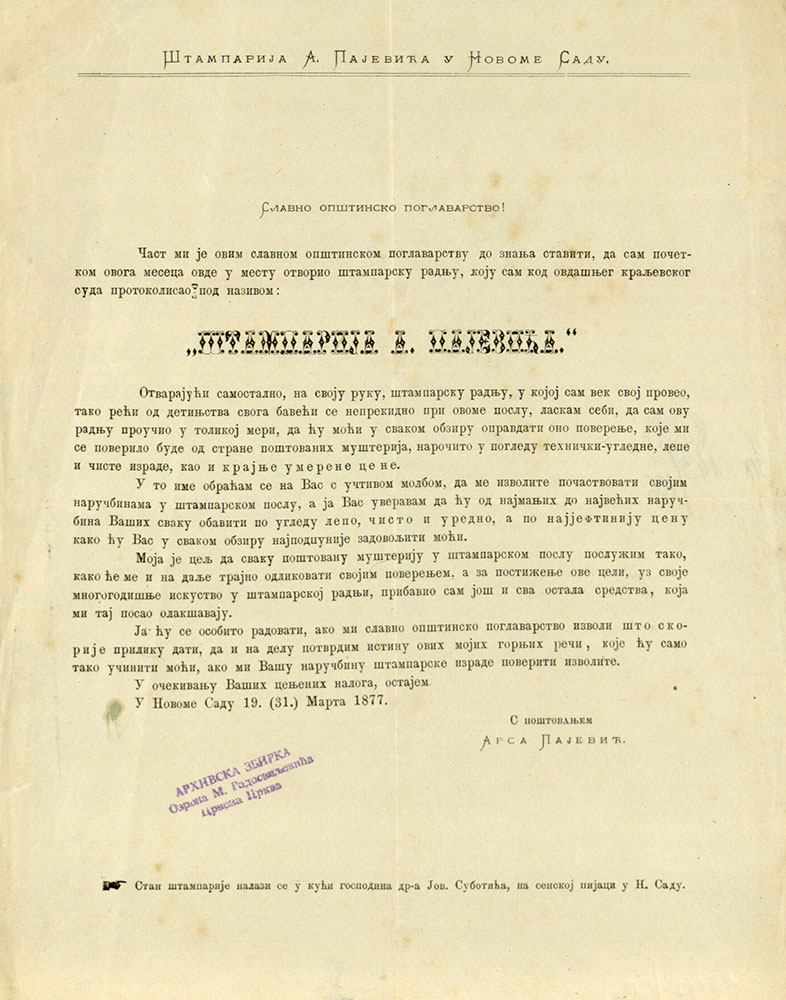 Штампарија А. Пајевића у Новоме Саду.
Славно општинско поглаварство!
Част ми је овим славном општинском поглаварству до знања ставити, да сам почет-
ком овога месеца овде у месту отворио штампарску радњу, коју сам код овдашњег краљевског
суда протоколисао под називом:
„ШТАМПАРИЈА А. ПАЈЕВИЋА.“
Отварајући самостално, на своју руку, штампарску радњу, у којој сам век свој провео,
тако рећи од детињства свога бавећи се непрекидно при овоме послу, ласкам себи, да сам ову
радњу проучио у толикој мери, да ћу моћи у сваком обзиру оправдати оно поверење, које ми
се поверило буде од стране поштованих муштерија, нарочито у погледу технички-угледне, лепе
и чисте израде, као и крајње умерене цене.
У то име обраћам се на Вас с учтивом молбом, да ме изволите почаствовати својим
наручбинама у штампарском послу, а ја Вас уверавам да ћу од најмањих до највећих наруч-
бина Ваших сваку обавити по угледу лепо, чисто и уредно, а по најјефтинију цену
како ћу Вас у сваком обзиру најподпуније задовољити моћи.
Моја је цељ да сваку поштовану муштерију у штампарском послу послужим тако,
како ће ме и на даље трајно одликовати својим поверењем, а за постижење ове цели, уз своје
многогодишње искуство у штампарској радњи, прибавио сам још и сва остала средства, која
ми тај посао олакшавају.
Ја ћу се особито радовати, ако ми славно општинско поглаварство изволи што ско-
рије прилику дати, да и на делу потврдим истину ових мојих горњих речи, које ћу само
тако учинити моћи, ако ми Вашу наручбину штампарске израде поверити изволите.
У очекивању Ваших цењених налога, остајем
У Новоме Саду 19. (31.) Марта 1877.
С поштовањем
Арса Пајевић.
АРХИВСКА ЗБИРКА
Озрена М. Радосављевића
Црвена Црква
Стан штампарије налази се у кући господина др-а Јов. Суботића, на сенској пијаци у Н. Саду.